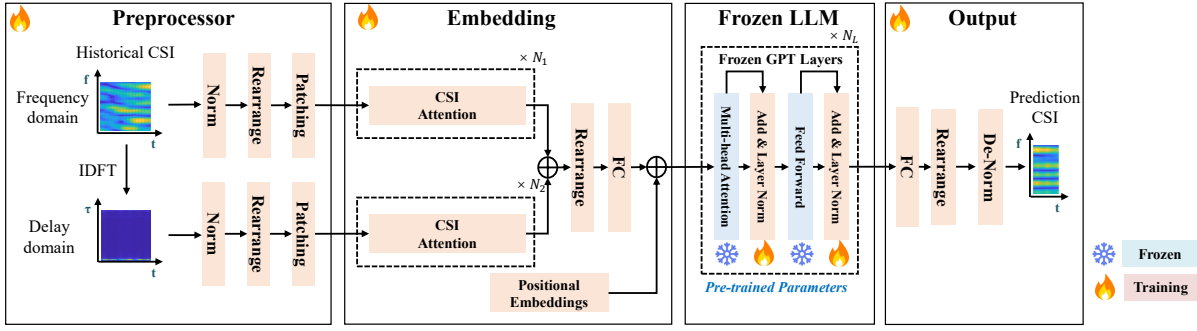 Preprocessor
Historical CSI
f
Frequency
domain
t
IDFT
τ
Delay
domain
t
Norm
Rearrange
Patching
Norm
Rearrange
Patching
Embedding
× N₁
CSI
Attention
× N₂
CSI
Attention
Rearrange
FC
Positional
Embeddings
Frozen LLM
× N_L
Frozen GPT Layers
Multi-head
Attention
Add & Layer
Norm
Feed Forward
Add & Layer
Norm
Pre-trained Parameters
Output
FC
Rearrange
De-Norm
Prediction
CSI
f
t
Frozen
Training